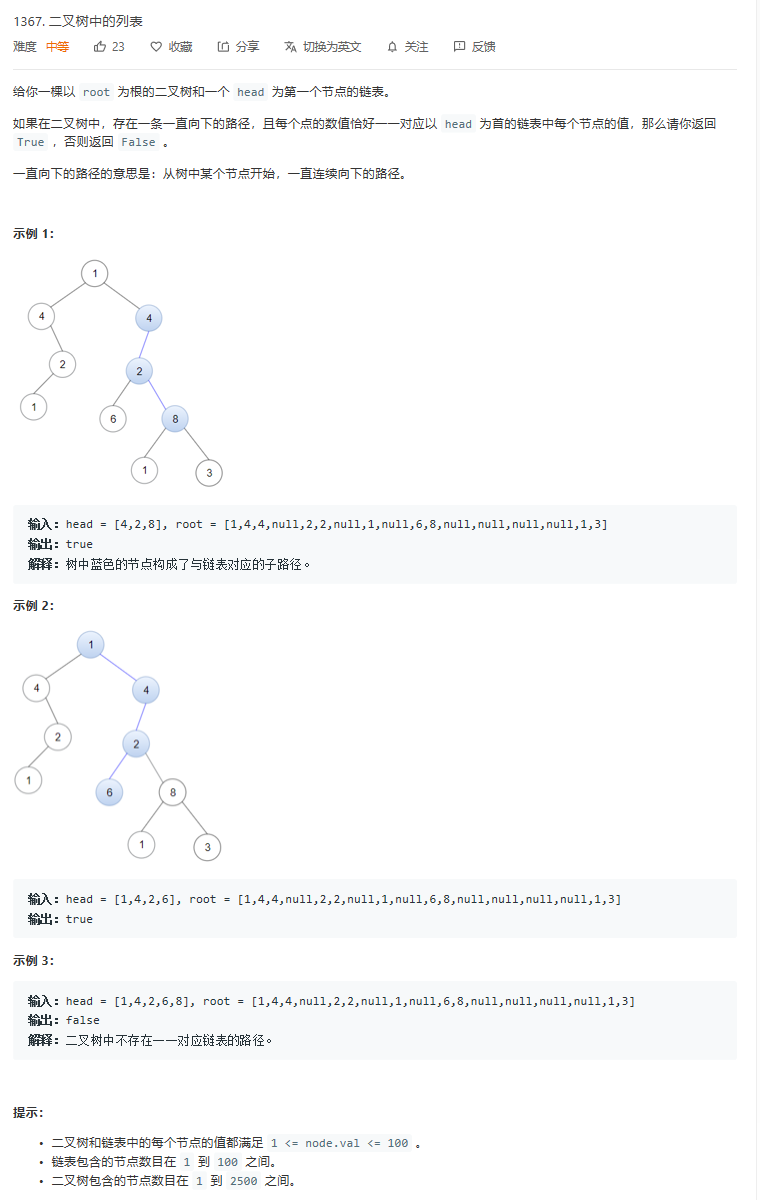 1367. 二叉树中的列表
难度 中等 23 收藏 分享 切换为英文 关注 反馈
给你一棵以 root 为根的二叉树和一个 head 为第一个节点的链表。
如果在二叉树中，存在一条一直向下的路径，且每个点的数值恰好一一对应以 head 为首的链表中每个节点的值，那么请你返回
True ，否则返回 False 。
一直向下的路径的意思是：从树中某个节点开始，一直连续向下的路径。
示例 1：
1
4 4
2 2
1 6 8
1 3
输入：head = [4,2,8], root = [1,4,4,null,2,2,null,1,null,6,8,null,null,null,null,1,3]
输出：true
解释：树中蓝色的节点构成了与链表对应的子路径。
示例 2：
1
4 4
2 2
1 6 8
1 3
输入：head = [1,4,2,6], root = [1,4,4,null,2,2,null,1,null,6,8,null,null,null,null,1,3]
输出：true
示例 3：
输入：head = [1,4,2,6,8], root = [1,4,4,null,2,2,null,1,null,6,8,null,null,null,null,1,3]
输出：false
解释：二叉树中不存在一一对应链表的路径。
提示：
• 二叉树和链表中的每个节点的值都满足 1 <= node.val <= 100 。
• 链表包含的节点数目在 1 到 100 之间。
• 二叉树包含的节点数目在 1 到 2500 之间。